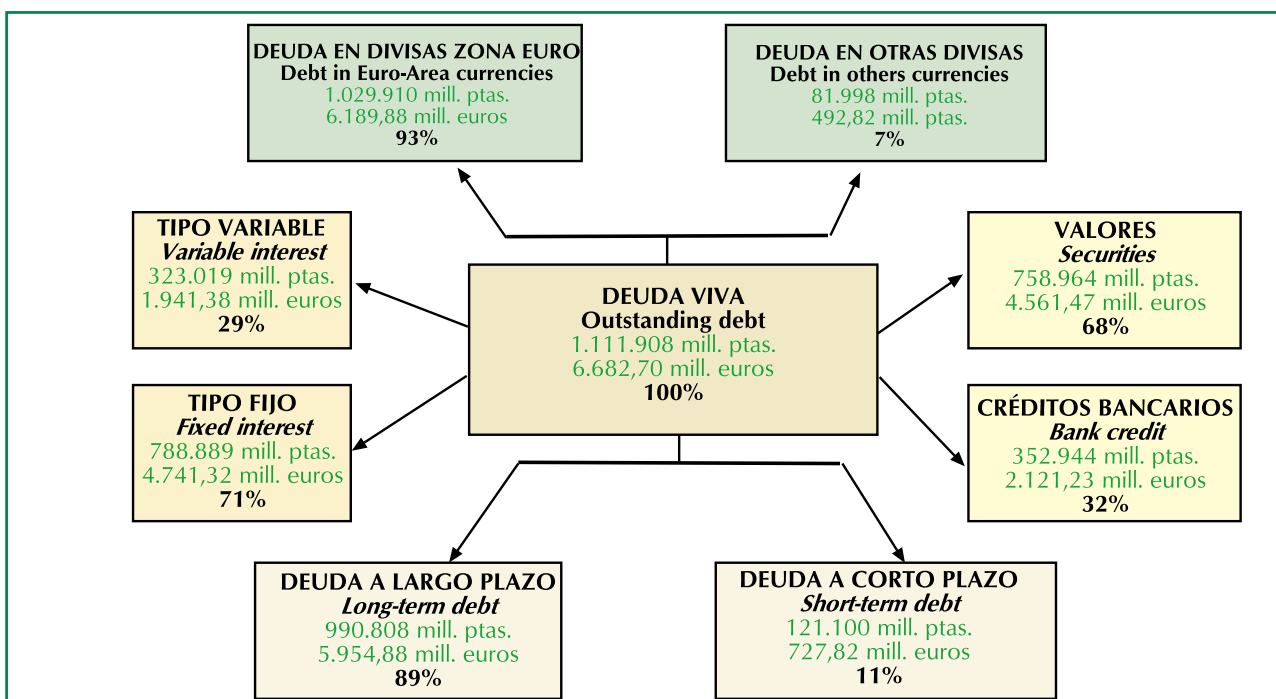 DEUDA EN DIVISAS ZONA EURO
Debt in Euro-Area currencies
1.029.910 mill. ptas.
6.189,88 mill. euros
93%
DEUDA EN OTRAS DIVISAS
Debt in others currencies
81.998 mill. ptas.
492,82 mill. ptas.
7%
TIPO VARIABLE
Variable interest
323.019 mill. ptas.
1.941,38 mill. euros
29%
DEUDA VIVA
Outstanding debt
1.111.908 mill. ptas.
6.682,70 mill. euros
100%
VALORES
Securities
758.964 mill. ptas.
4.561,47 mill. euros
68%
TIPO FIJO
Fixed interest
788.889 mill. ptas.
4.741,32 mill. euros
71%
CRÉDITOS BANCARIOS
Bank credit
352.944 mill. ptas.
2.121,23 mill. euros
32%
DEUDA A LARGO PLAZO
Long-term debt
990.808 mill. ptas.
5.954,88 mill. euros
89%
DEUDA A CORTO PLAZO
Short-term debt
121.100 mill. ptas.
727,82 mill. euros
11%